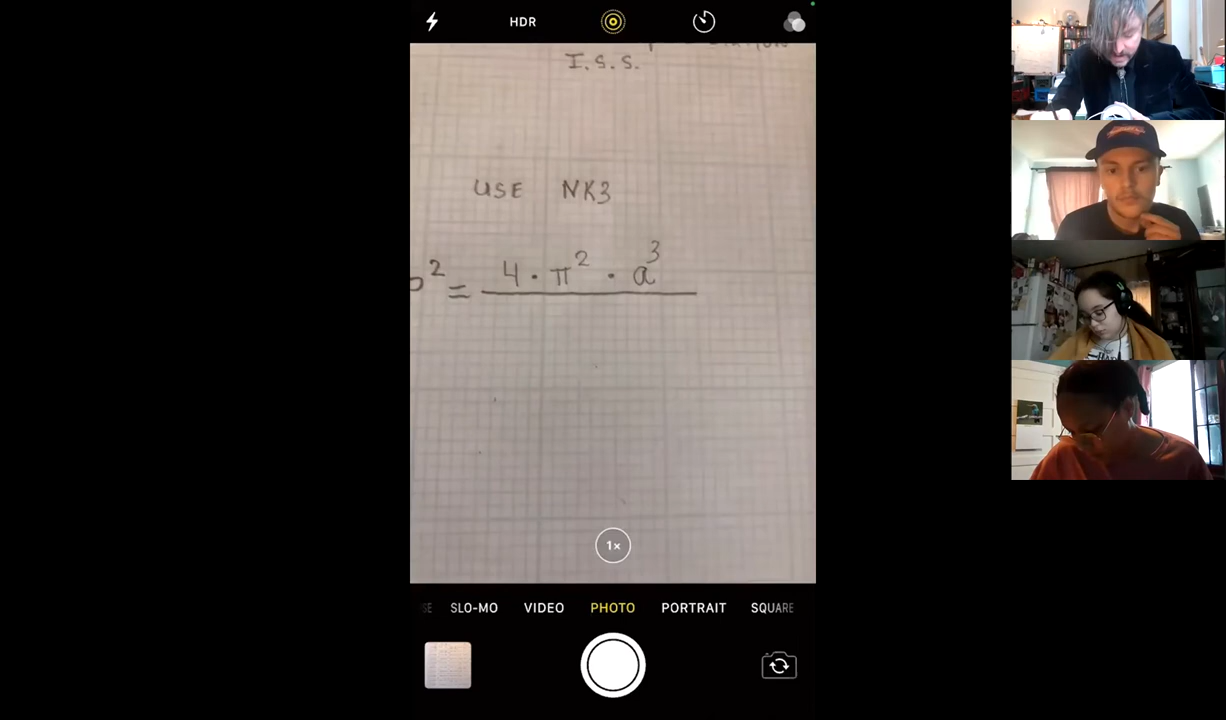 HDR
I.S.S.
USE NK3
² = 4 · π² · a³
1×
SLO-MO VIDEO PHOTO PORTRAIT SQUARE